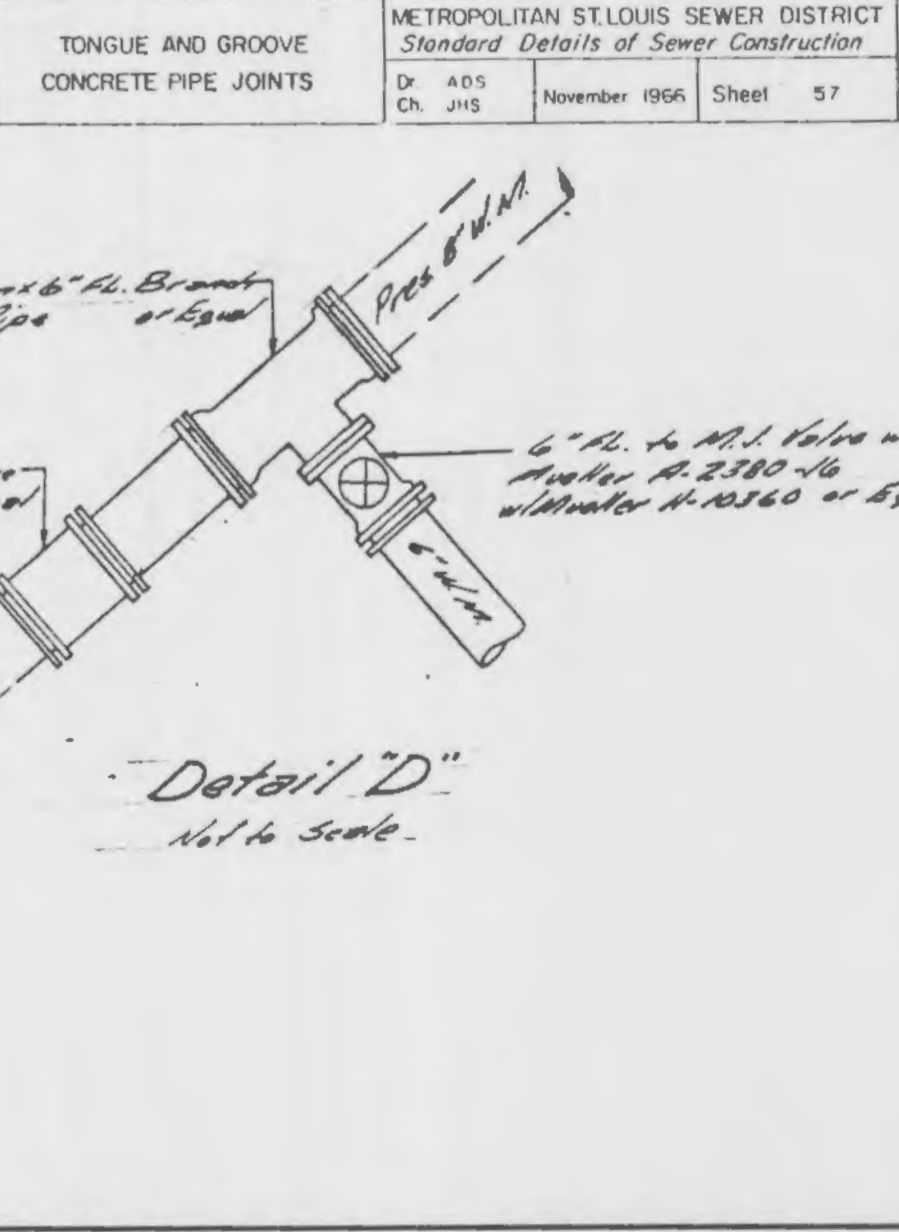 TONGUE AND GROOVE
CONCRETE PIPE JOINTS
METROPOLITAN ST. LOUIS SEWER DISTRICT
Standard Details of Sewer Construction
Dr. ADS
Ch. JHS
November 1966
Sheet 57
x6" FL. Branch
or Equal
Pres. 8" W.M.
6" FL. to M.J. Valve w
Mueller A-2380-16
w/Mueller H-10360 or Eq
6" W.M.
Detail "D"
Not to Scale